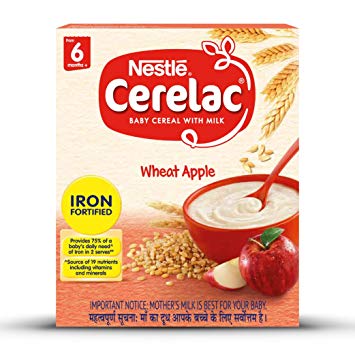 From
6
months +
Nestlé
Cerelac®
BABY CEREAL WITH MILK
Wheat Apple
IRON
FORTIFIED
Provides 75% of a
baby's daily need*
of iron in 2 serves**
*Source of 19 nutrients
including vitamins
and minerals
IMPORTANT NOTICE: MOTHER'S MILK IS BEST FOR YOUR BABY.
महत्वपूर्ण सूचना: माँ का दूध आपके बच्चे के लिए सर्वोत्तम है।